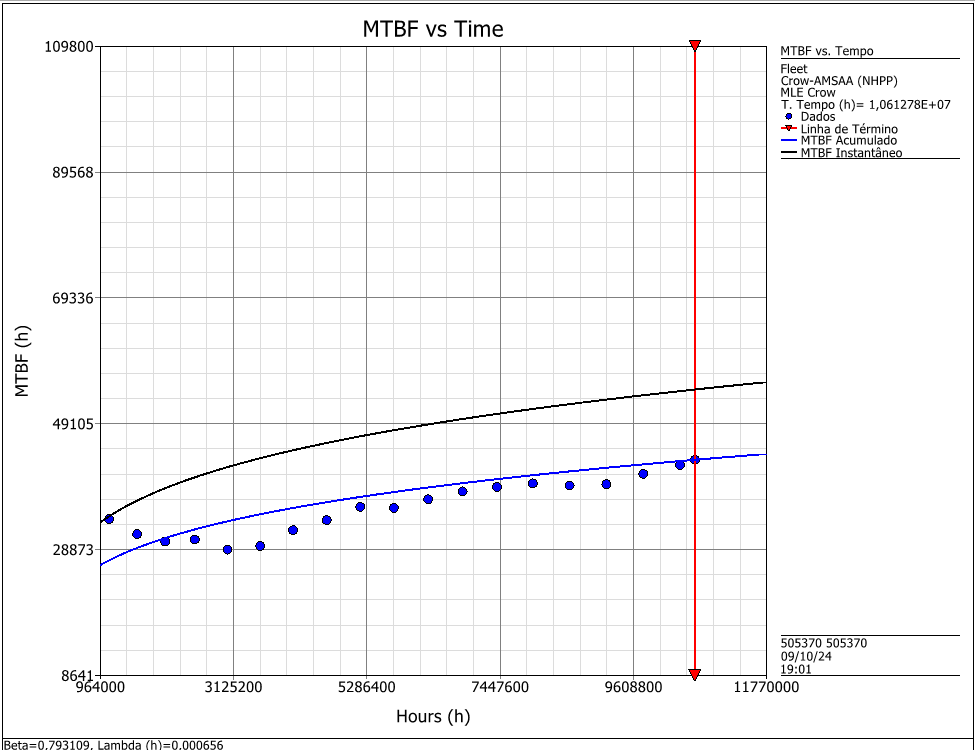 MTBF vs Time
109800
89568
69336
49105
28873
8641
MTBF (h)
964000
3125200
5286400
7447600
9608800
11770000
Hours (h)
MTBF vs. Tempo
Fleet
Crow-AMSAA (NHPP)
MLE Crow
T. Tempo (h)= 1,061278E+07
Dados
Linha de Término
MTBF Acumulado
MTBF Instantâneo
505370 505370
09/10/24
19:01
Beta=0.793109, Lambda (h)=0.000656